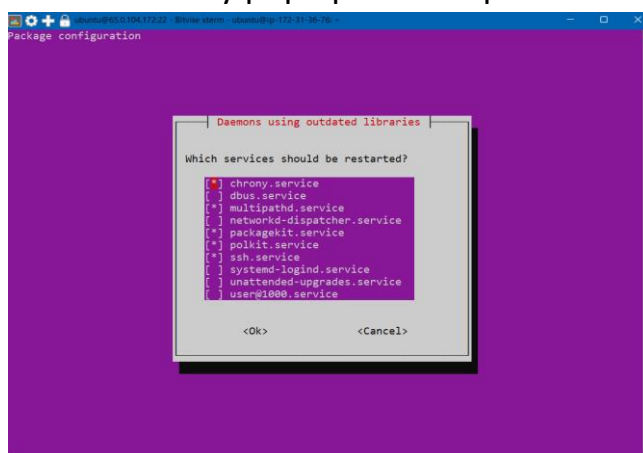 ubuntu@65.0.104.172:22 - Bitvise xterm - ubuntu@ip-172-31-36-76: ~
Package configuration
Daemons using outdated libraries
Which services should be restarted?
[*] chrony.service
[ ] dbus.service
[*] multipathd.service
[ ] networkd-dispatcher.service
[*] packagekit.service
[*] polkit.service
[*] ssh.service
[ ] systemd-logind.service
[ ] unattended-upgrades.service
[ ] user@1000.service
<Ok> <Cancel>